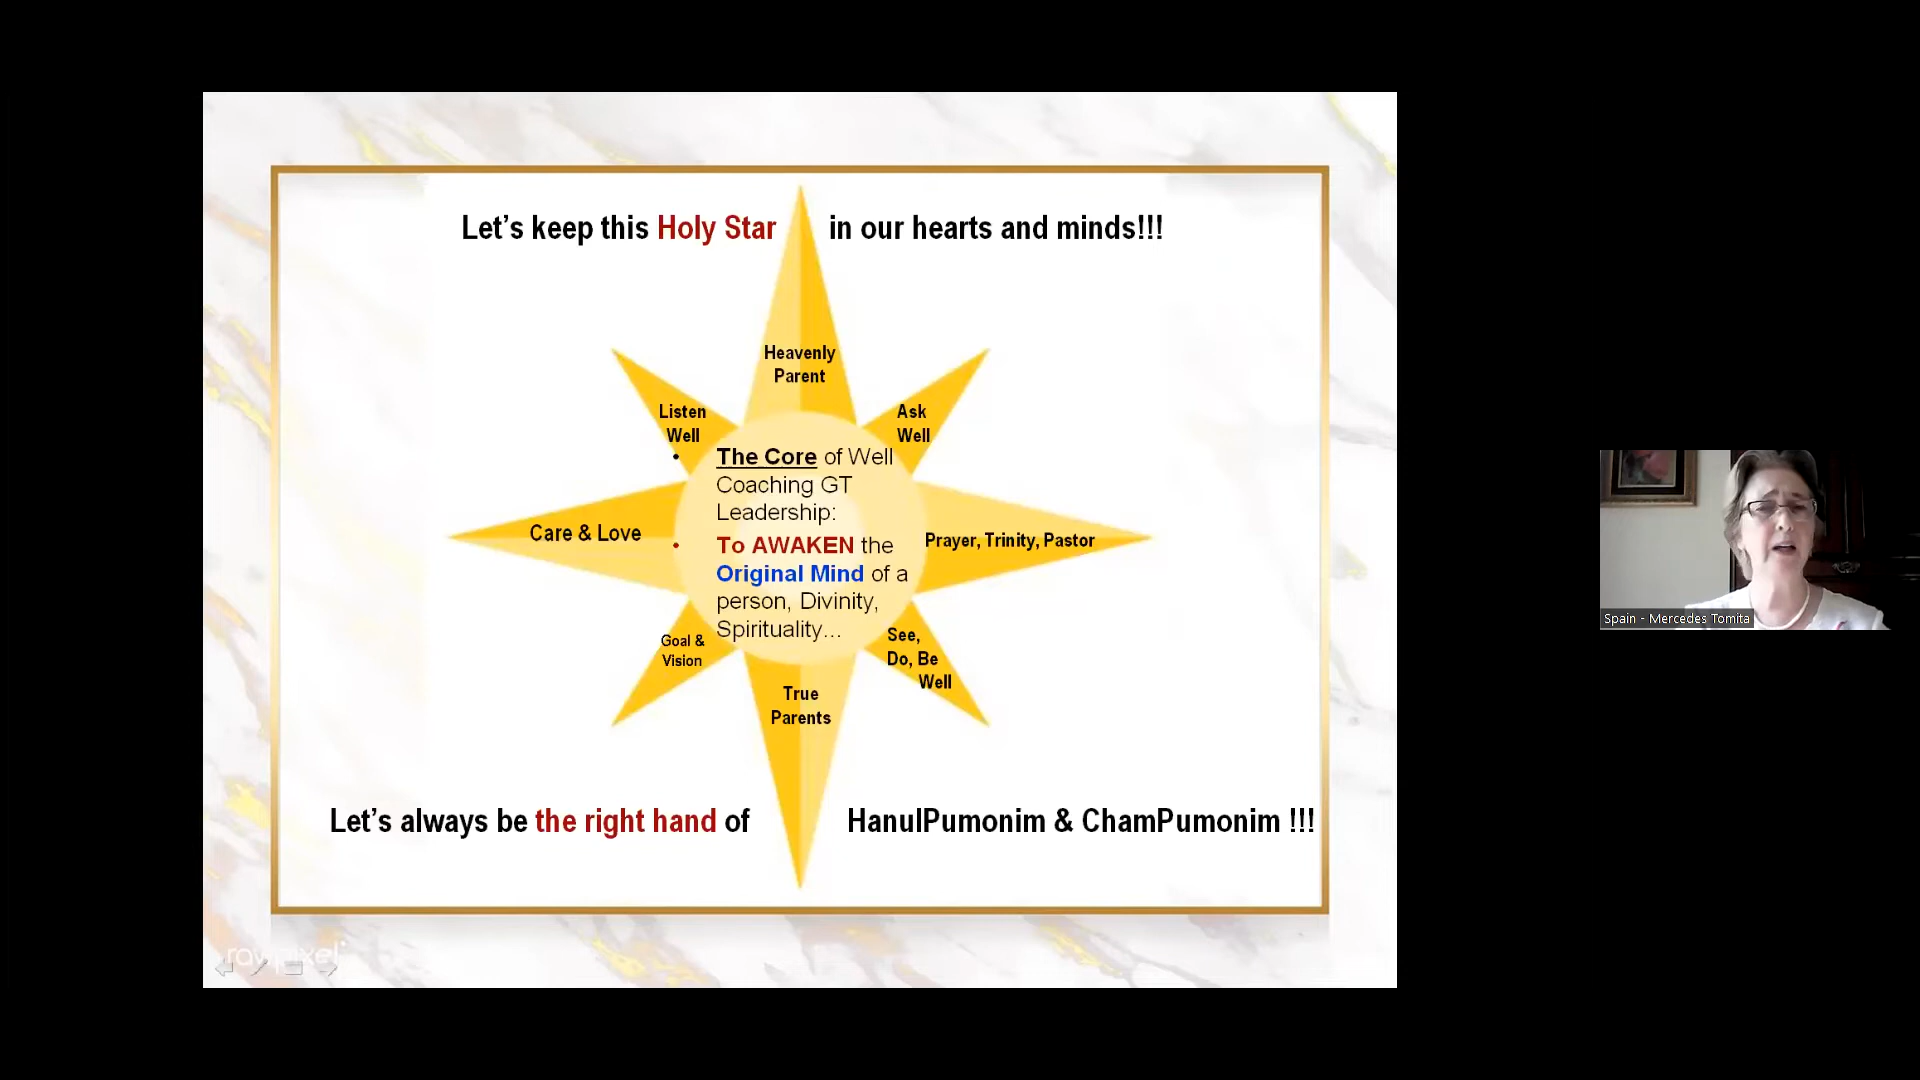 Let's keep this Holy Star in our hearts and minds!!!
Heavenly
Parent
Listen
Well
Ask
Well
• The Core of Well
Coaching GT
Leadership:
• To AWAKEN the
Original Mind of a
person, Divinity,
Spirituality...
Care & Love
Prayer, Trinity, Pastor
Goal &
Vision
See,
Do, Be
Well
True
Parents
Let's always be the right hand of HanulPumonim & ChamPumonim !!!
rawpixel
Spain - Mercedes Tomita